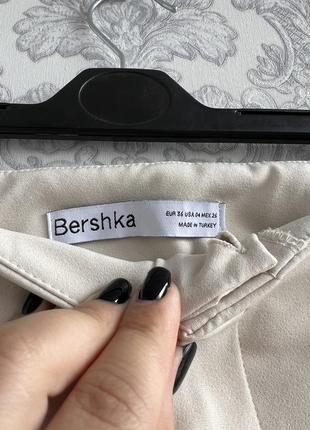 Bershka
EUR 36 USA 04 MEX 26
MADE IN TURKEY